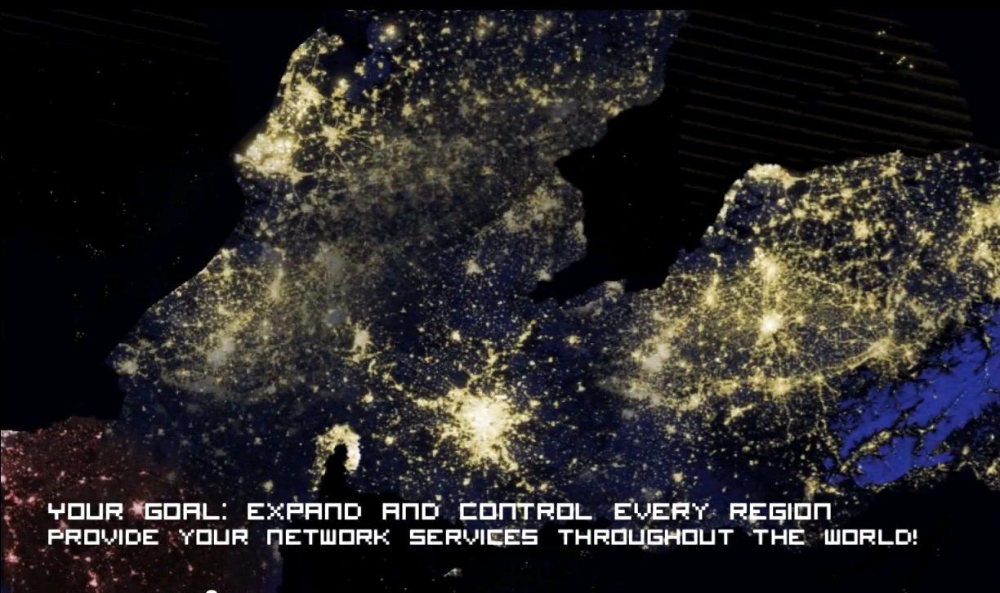 YOUR GOAL: EXPAND AND CONTROL EVERY REGION
PROVIDE YOUR NETWORK SERVICES THROUGHOUT THE WORLD!